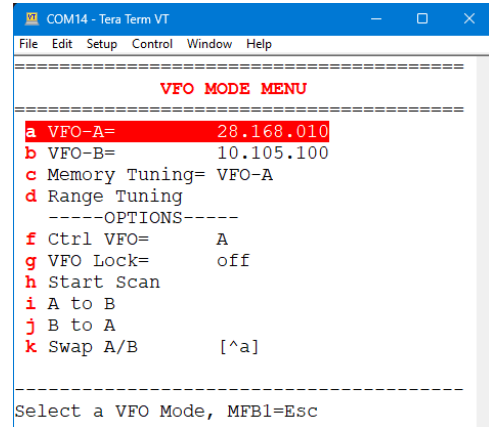 COM14 - Tera Term VT
File Edit Setup Control Window Help
==========================================
VFO MODE MENU
==========================================
a VFO-A= 28.168.010
b VFO-B= 10.105.100
c Memory Tuning= VFO-A
d Range Tuning
-----OPTIONS-----
f Ctrl VFO= A
g VFO Lock= off
h Start Scan
i A to B
j B to A
k Swap A/B [^a]
------------------------------------------
Select a VFO Mode, MFB1=Esc